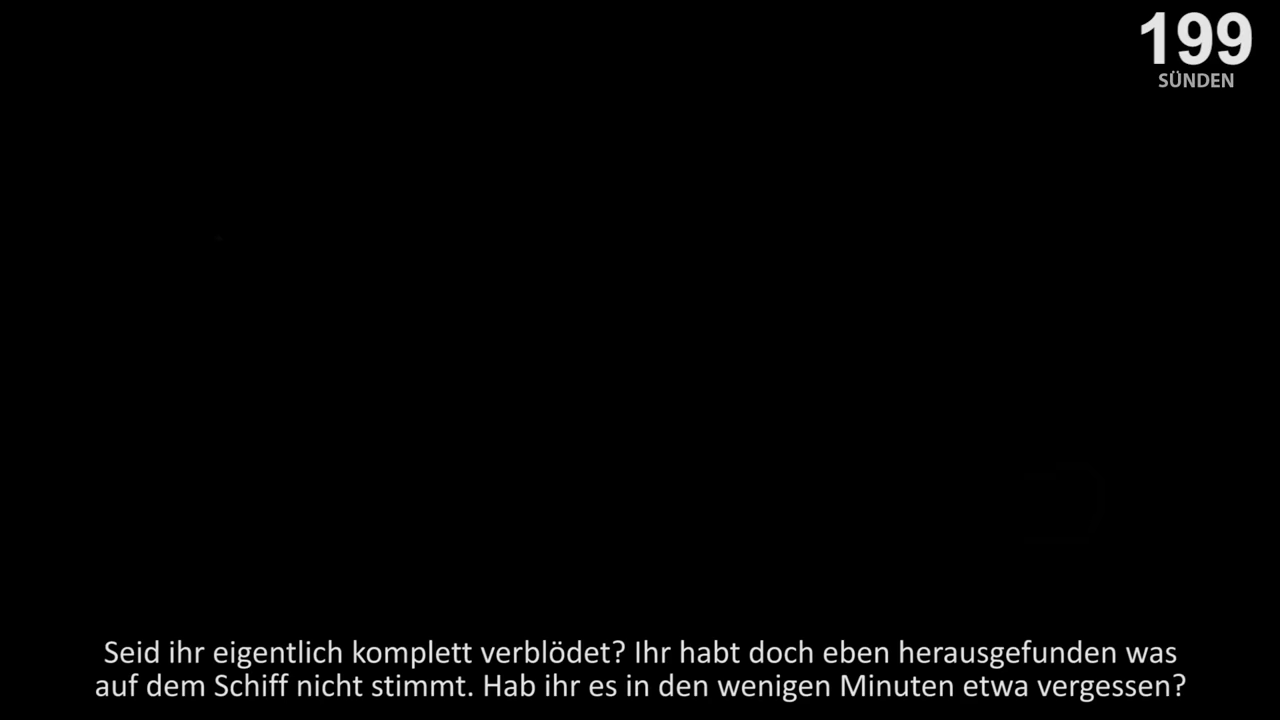 199
SÜNDEN
Seid ihr eigentlich komplett verblödet? Ihr habt doch eben herausgefunden was
auf dem Schiff nicht stimmt. Hab ihr es in den wenigen Minuten etwa vergessen?